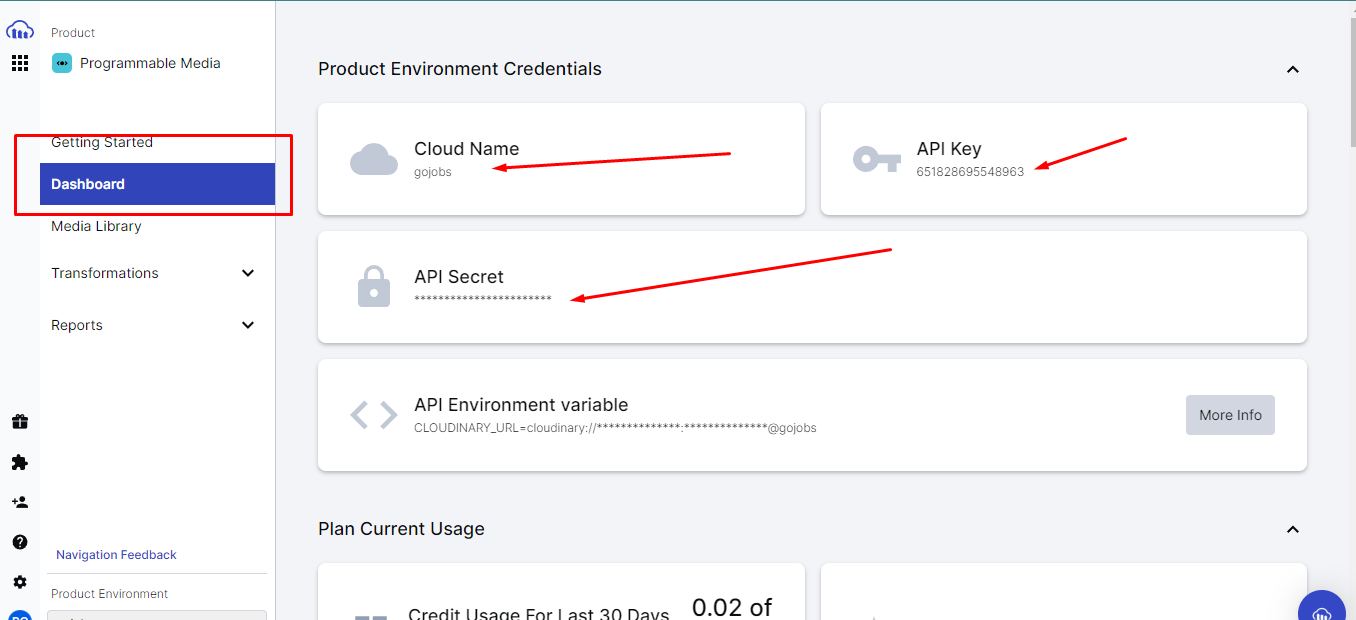 Product
Programmable Media
Getting Started
Dashboard
Media Library
Transformations
Reports
Navigation Feedback
Product Environment
Product Environment Credentials
Cloud Name
gojobs
API Key
651828695548963
API Secret
***********************
API Environment variable
CLOUDINARY_URL=cloudinary://**************:**************@gojobs
More Info
Plan Current Usage
Credit Usage For Last 30 Days
0.02 of